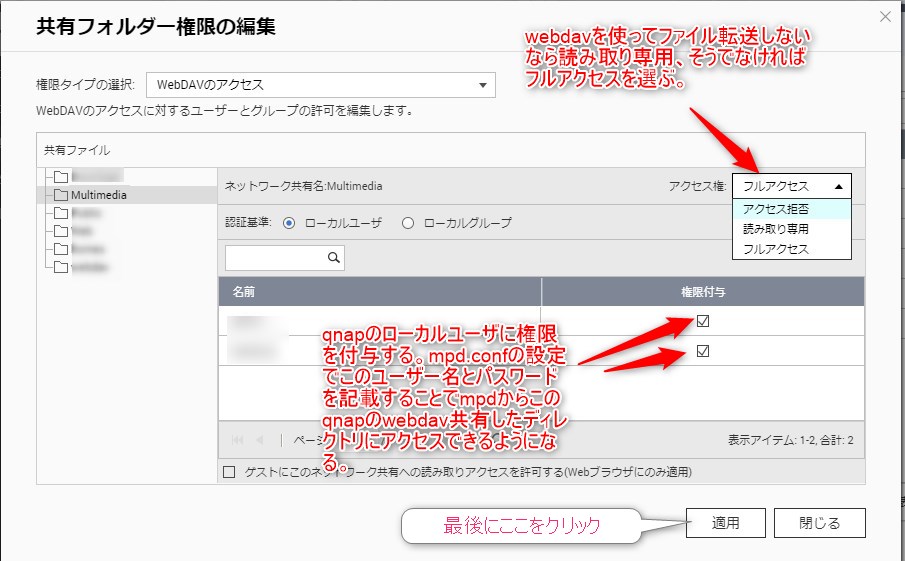 共有フォルダー権限の編集
webdavを使ってファイル転送しない
なら読み取り専用、そうでなければ
フルアクセスを選ぶ。
権限タイプの選択: WebDAVのアクセス
WebDAVのアクセスに対するユーザーとグループの許可を編集します。
共有ファイル
Multimedia
ネットワーク共有名:Multimedia
アクセス権: フルアクセス
アクセス拒否
読み取り専用
フルアクセス
認証基準: ローカルユーザ ローカルグループ
名前 権限付与
qnapのローカルユーザに権限
を付与する。mpd.confの設定
でこのユーザー名とパスワード
を記載することでmpdからこの
qnapのwebdav共有したディレ
クトリにアクセスできるようにな
る。
ページ
表示アイテム: 1-2, 合計: 2
ゲストにこのネットワーク共有への読み取りアクセスを許可する(Webブラウザにのみ適用)
最後にここをクリック
適用 閉じる